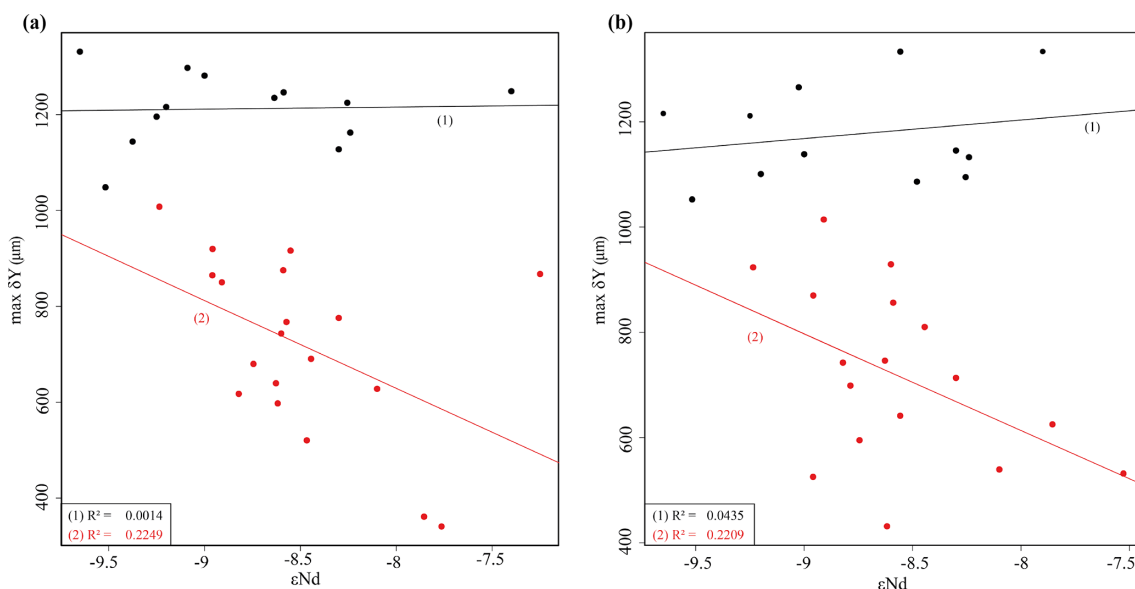 (a)
max δY (µm)
1200
1000
800
600
400
(1)
(2)
(1) R² = 0.0014
(2) R² = 0.2249
-9.5 -9 -8.5 -8 -7.5
εNd
(b)
max δY (µm)
1200
1000
800
600
400
(1)
(2)
(1) R² = 0.0435
(2) R² = 0.2209
-9.5 -9 -8.5 -8 -7.5
εNd